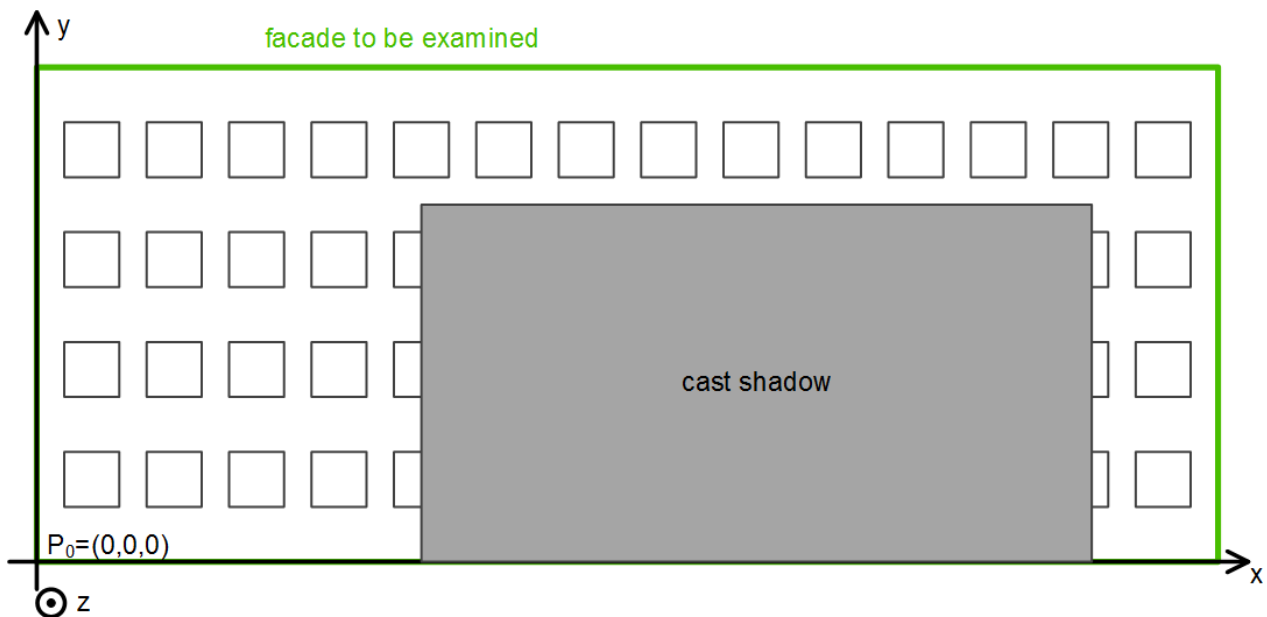 y
facade to be examined
cast shadow
P₀=(0,0,0)
x
z